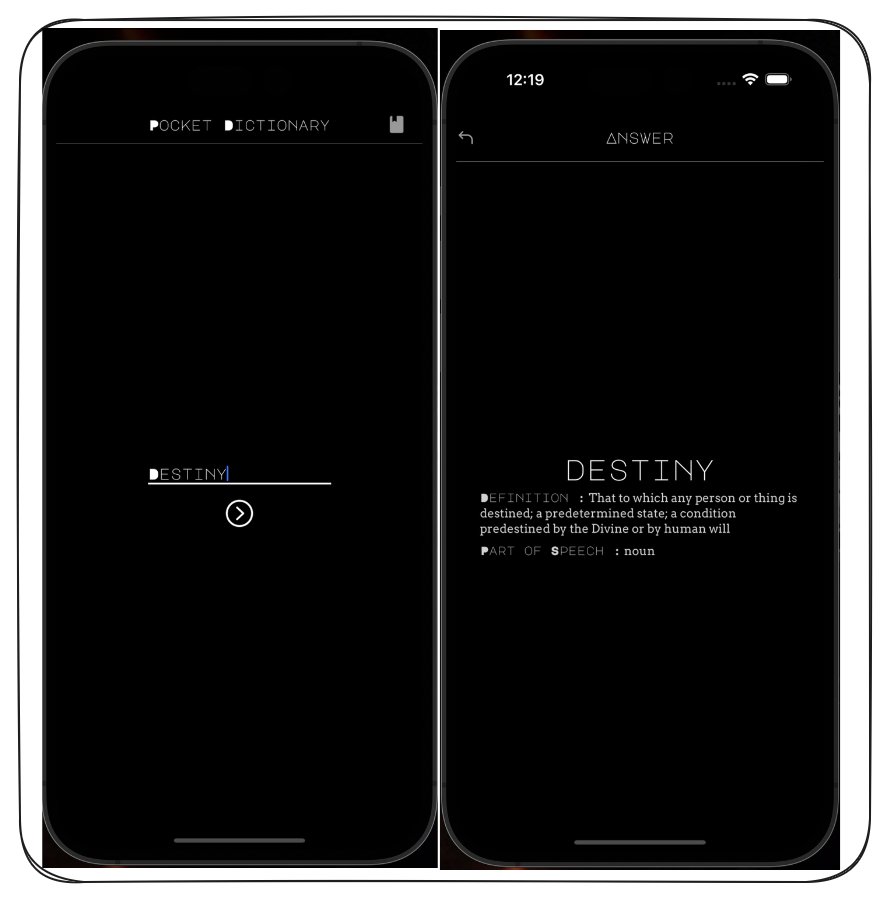 Pocket Dictionary
Destiny
12:19
Answer
DESTINY
Definition : That to which any person or thing is
destined; a predetermined state; a condition
predestined by the Divine or by human will
Part of Speech : noun